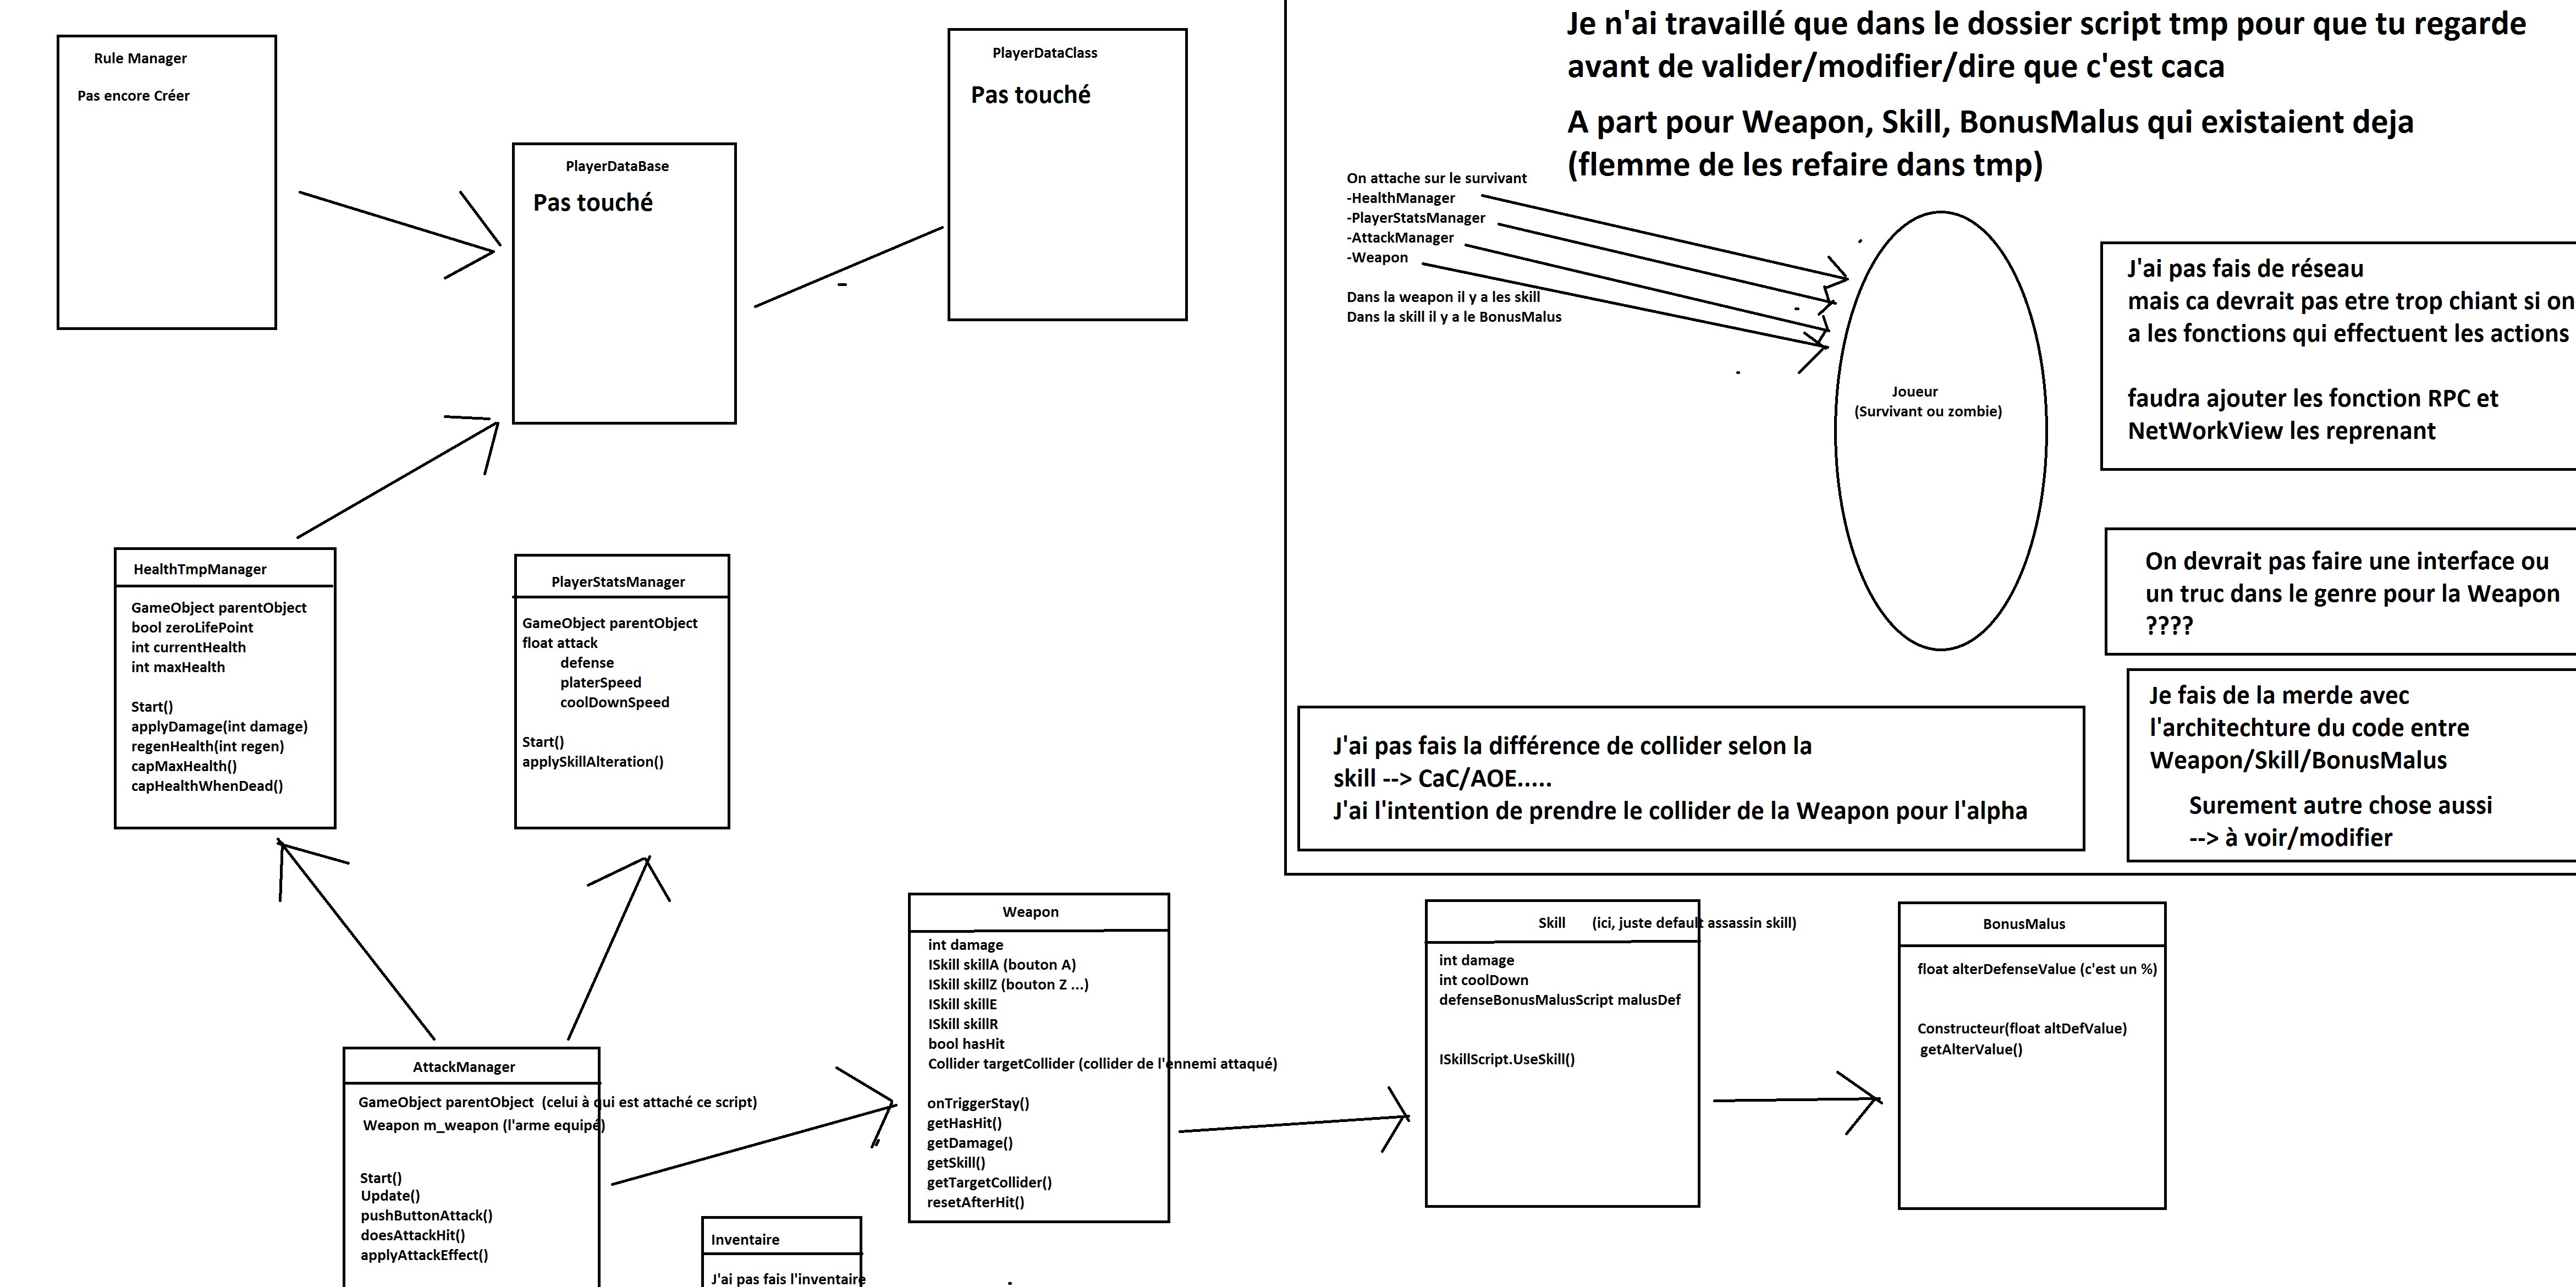 Rule Manager
Pas encore Créer
PlayerDataBase
Pas touché
PlayerDataClass
Pas touché
Je n'ai travaillé que dans le dossier script tmp pour que tu regarde
avant de valider/modifier/dire que c'est caca
A part pour Weapon, Skill, BonusMalus qui existaient deja
(flemme de les refaire dans tmp)
On attache sur le survivant
-HealthManager
-PlayerStatsManager
-AttackManager
-Weapon
Dans la weapon il y a les skill
Dans la skill il y a le BonusMalus
Joueur
(Survivant ou zombie)
J'ai pas fais de réseau
mais ca devrait pas etre trop chiant si on
a les fonctions qui effectuent les actions
faudra ajouter les fonction RPC et
NetWorkView les reprenant
On devrait pas faire une interface ou
un truc dans le genre pour la Weapon
????
Je fais de la merde avec
l'architechture du code entre
Weapon/Skill/BonusMalus
Surement autre chose aussi
--> à voir/modifier
J'ai pas fais la différence de collider selon la
skill --> CaC/AOE.....
J'ai l'intention de prendre le collider de la Weapon pour l'alpha
HealthTmpManager
GameObject parentObject
bool zeroLifePoint
int currentHealth
int maxHealth
Start()
applyDamage(int damage)
regenHealth(int regen)
capMaxHealth()
capHealthWhenDead()
PlayerStatsManager
GameObject parentObject
float attack
defense
platerSpeed
coolDownSpeed
Start()
applySkillAlteration()
AttackManager
GameObject parentObject (celui à qui est attaché ce script)
Weapon m_weapon (l'arme equipé)
Start()
Update()
pushButtonAttack()
doesAttackHit()
applyAttackEffect()
Inventaire
J'ai pas fais l'inventaire
Weapon
int damage
ISkill skillA (bouton A)
ISkill skillZ (bouton Z ...)
ISkill skillE
ISkill skillR
bool hasHit
Collider targetCollider (collider de l'ennemi attaqué)
onTriggerStay()
getHasHit()
getDamage()
getSkill()
getTargetCollider()
resetAfterHit()
Skill (ici, juste default assassin skill)
int damage
int coolDown
defenseBonusMalusScript malusDef
ISkillScript.UseSkill()
BonusMalus
float alterDefenseValue (c'est un %)
Constructeur(float altDefValue)
getAlterValue()